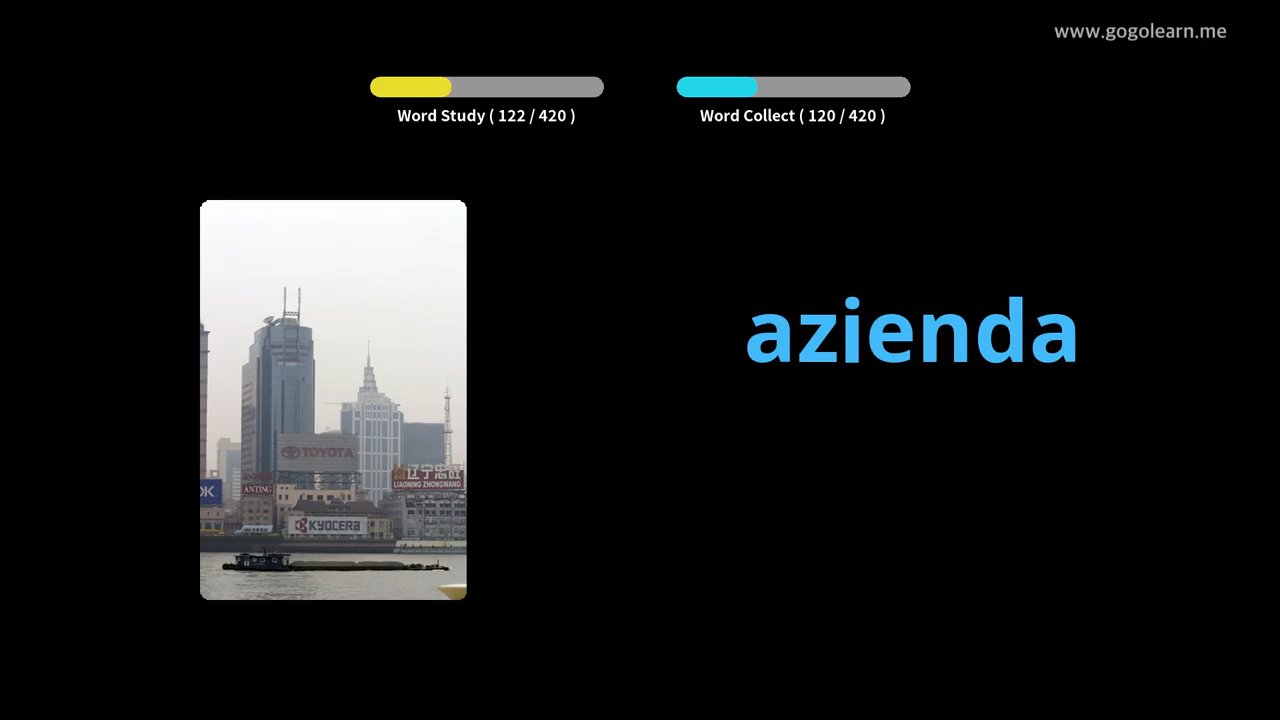 www.gogolearn.me
Word Study ( 122 / 420 )
Word Collect ( 120 / 420 )
azienda
TOYOTA
辽宁忠旺
LIAONING ZHONGWANG
OK
ANTING
KYOCERA